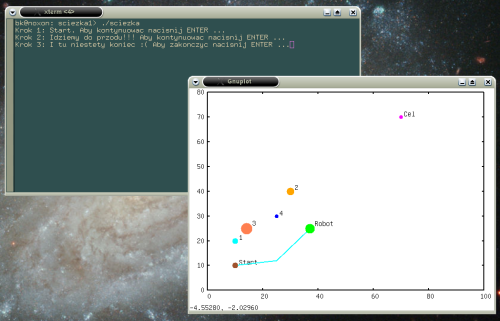 xterm <4>
bk@noxon: sciezka1> ./sciezka
Krok 1: Start. Aby kontynuowac nacisnij ENTER ...
Krok 2: Idziemy do przodu!!! Aby kontynuowac nacisnij ENTER ...
Krok 3: I tu niestety koniec :( Aby zakonczyc nacisnij ENTER ...
Gnuplot
80
70
60
50
40
30
20
10
0
Cel
2
4
3
Robot
1
Start
0
20
40
60
80
100
-4.55280, -2.02960